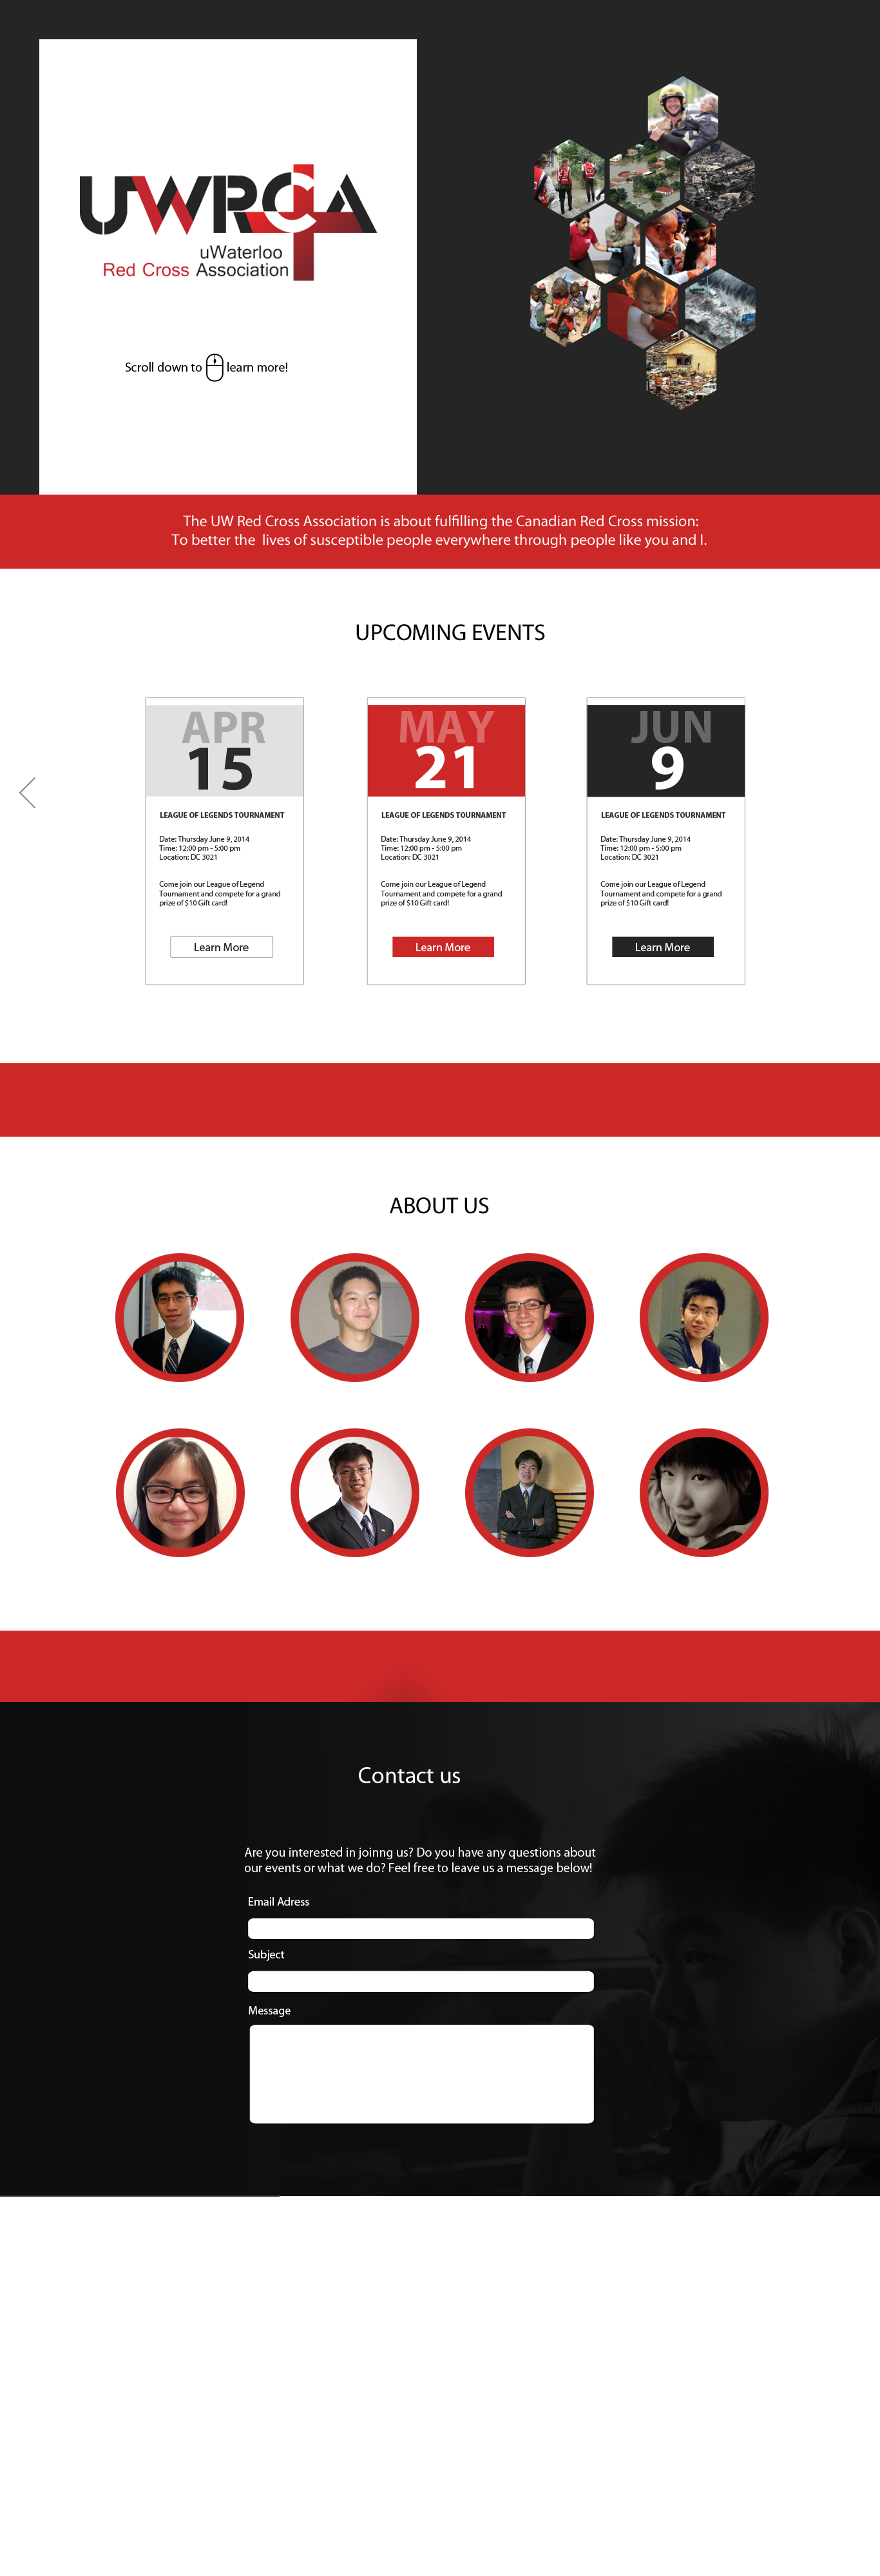 UWRCA
uWaterloo
Red Cross Association
Scroll down to learn more!
The UW Red Cross Association is about fulfilling the Canadian Red Cross mission:
To better the lives of susceptible people everywhere through people like you and I.
UPCOMING EVENTS
APR
15
LEAGUE OF LEGENDS TOURNAMENT
Date: Thursday June 9, 2014
Time: 12:00 pm - 5:00 pm
Location: DC 3021
Come join our League of Legend
Tournament and compete for a grand
prize of $10 Gift card!
Learn More
MAY
21
LEAGUE OF LEGENDS TOURNAMENT
Date: Thursday June 9, 2014
Time: 12:00 pm - 5:00 pm
Location: DC 3021
Come join our League of Legend
Tournament and compete for a grand
prize of $10 Gift card!
Learn More
JUN
9
LEAGUE OF LEGENDS TOURNAMENT
Date: Thursday June 9, 2014
Time: 12:00 pm - 5:00 pm
Location: DC 3021
Come join our League of Legend
Tournament and compete for a grand
prize of $10 Gift card!
Learn More
ABOUT US
Contact us
Are you interested in joinng us? Do you have any questions about
our events or what we do? Feel free to leave us a message below!
Email Adress
Subject
Message